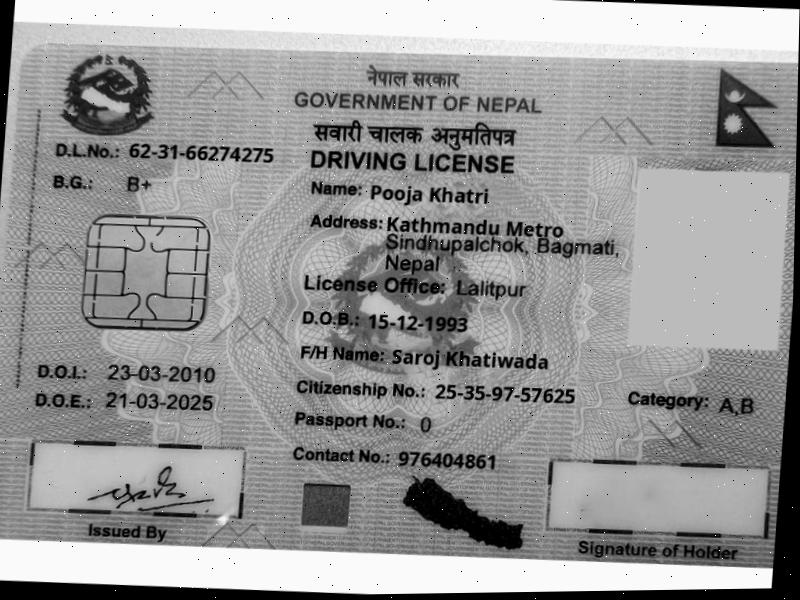 नेपाल सरकार
GOVERNMENT OF NEPAL
सवारी चालक अनुमतिपत्र
DRIVING LICENSE
D.L.No.: 62-31-66274275
B.G.: B+
Name: Pooja Khatri
Address: Kathmandu Metro
Sindhupalchok, Bagmati,
Nepal
License Office: Lalitpur
D.O.B.: 15-12-1993
F/H Name: Saroj Khatiwada
D.O.I.: 23-03-2010
D.O.E.: 21-03-2025
Citizenship No.: 25-35-97-57625
Category: A,B
Passport No.: 0
Contact No.: 976404861
Issued By
Signature of Holder